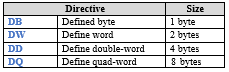 Directive Size
DB Defined byte 1 byte
DW Define word 2 bytes
DD Define double-word 4 bytes
DQ Define quad-word 8 bytes